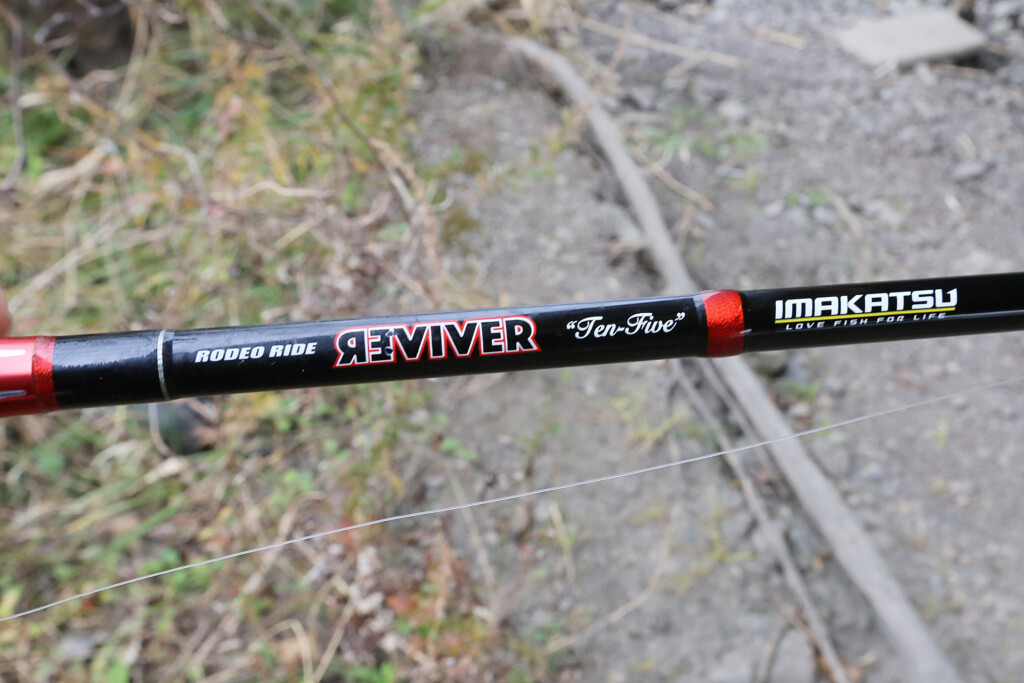 RODEO RIDE REVIVER “Ten-Five”
IMAKATSU
LOVE FISH FOR LIFE